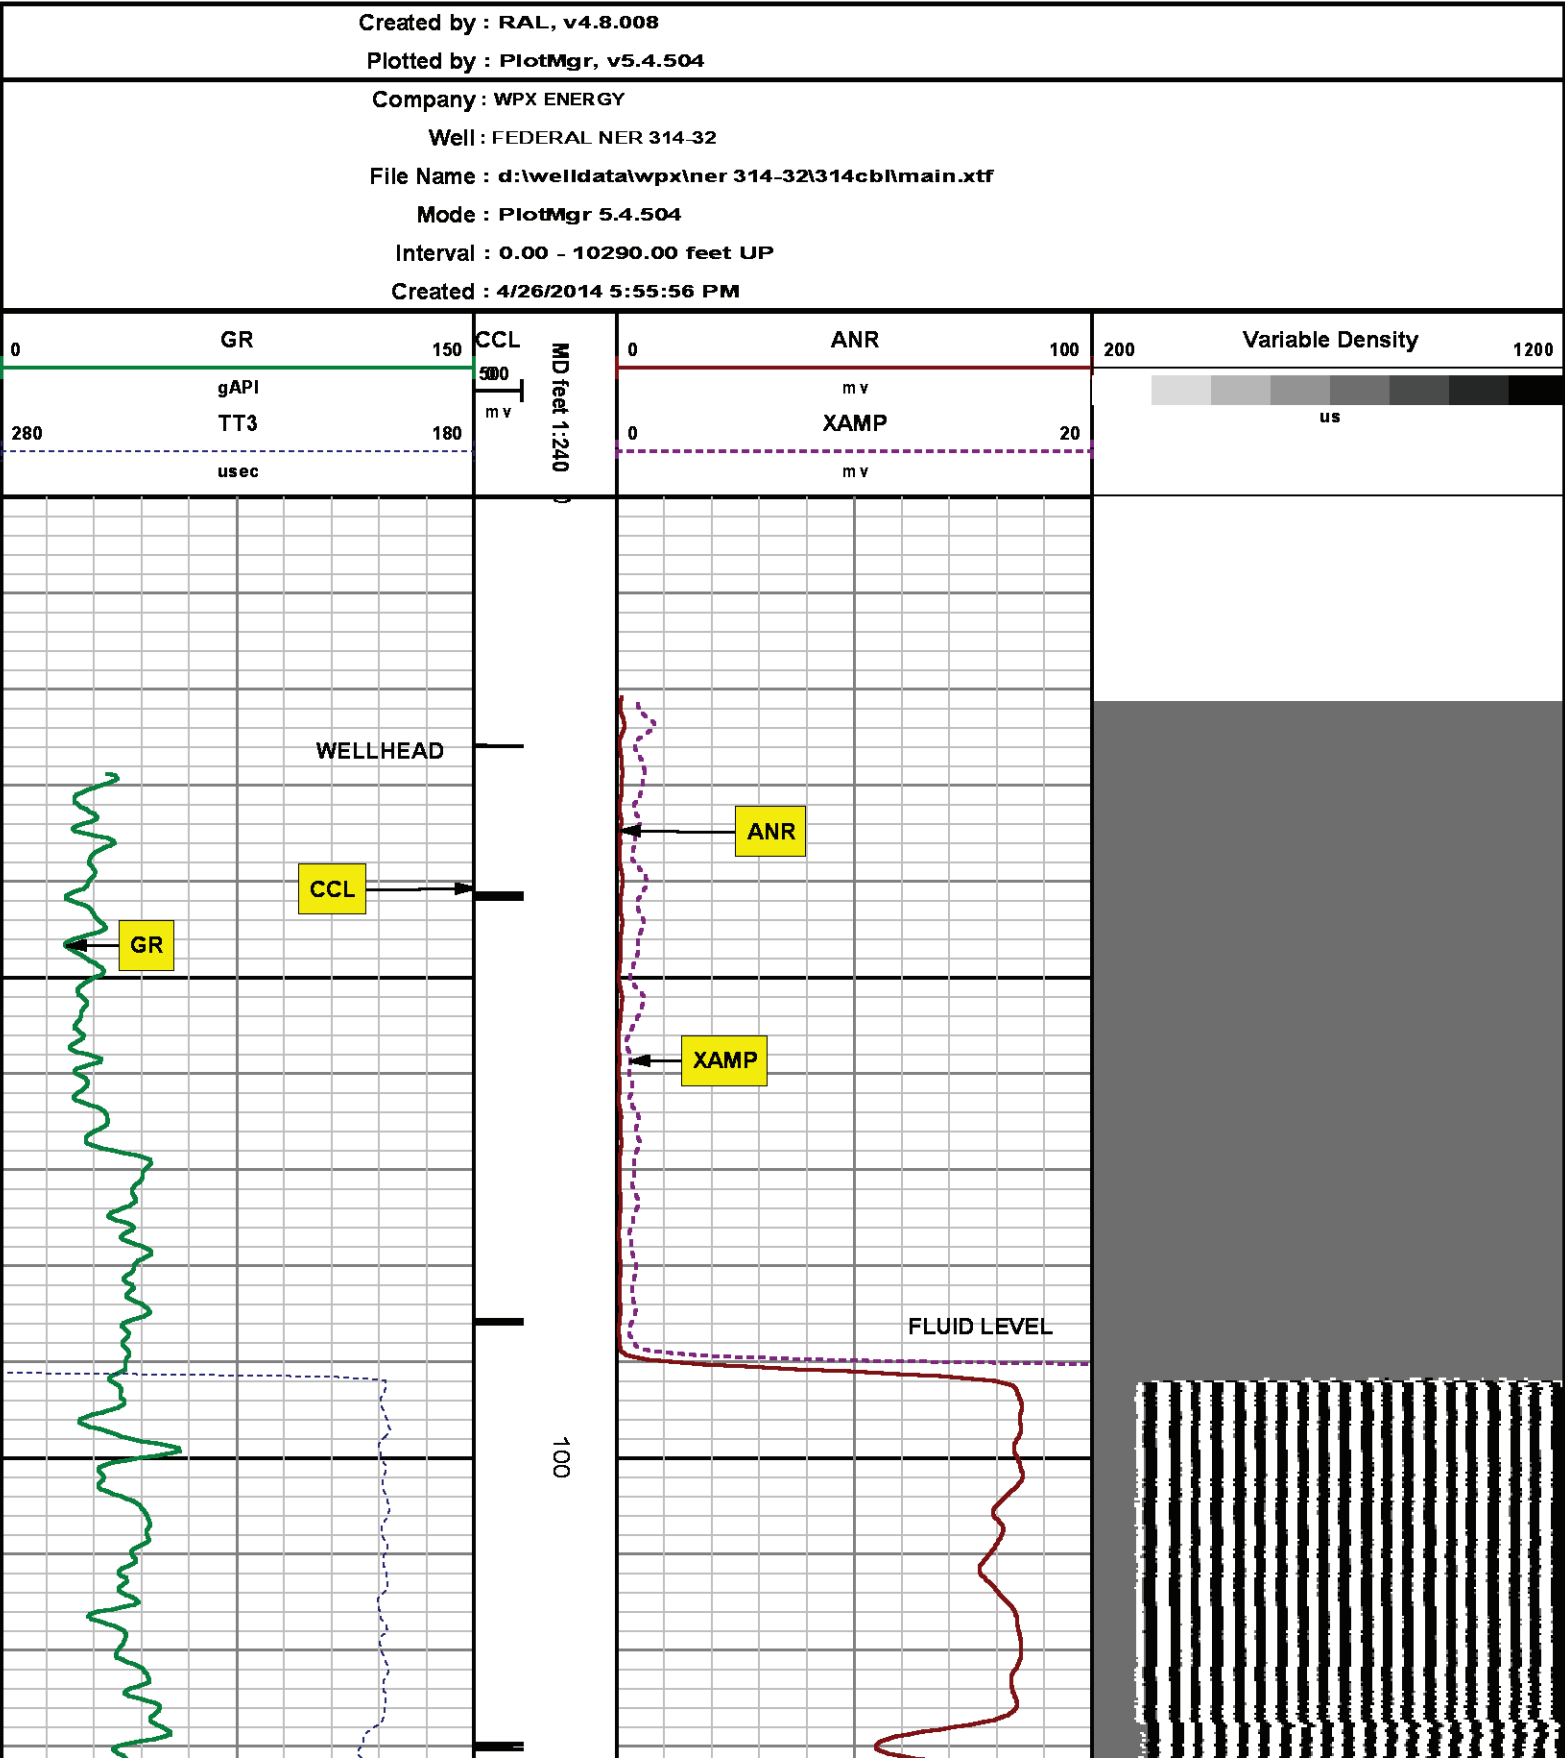 Created by : RAL, v4.8.008
Plotted by : PlotMgr, v5.4.504
Company : WPX ENERGY
Well : FEDERAL NER 314-32
File Name : d:\welldata\wpx\ner 314-32\314cbl\main.xtf
Mode : PlotMgr 5.4.504
Interval : 0.00 - 10290.00 feet UP
Created : 4/26/2014 5:55:56 PM
0 GR 150
gAPI
280 TT3 180
usec
CCL
mv
MD feet 1:240
0 ANR 100
mv
0 XAMP 20
mv
200 Variable Density 1200
us
WELLHEAD
ANR
CCL
GR
XAMP
FLUID LEVEL
100